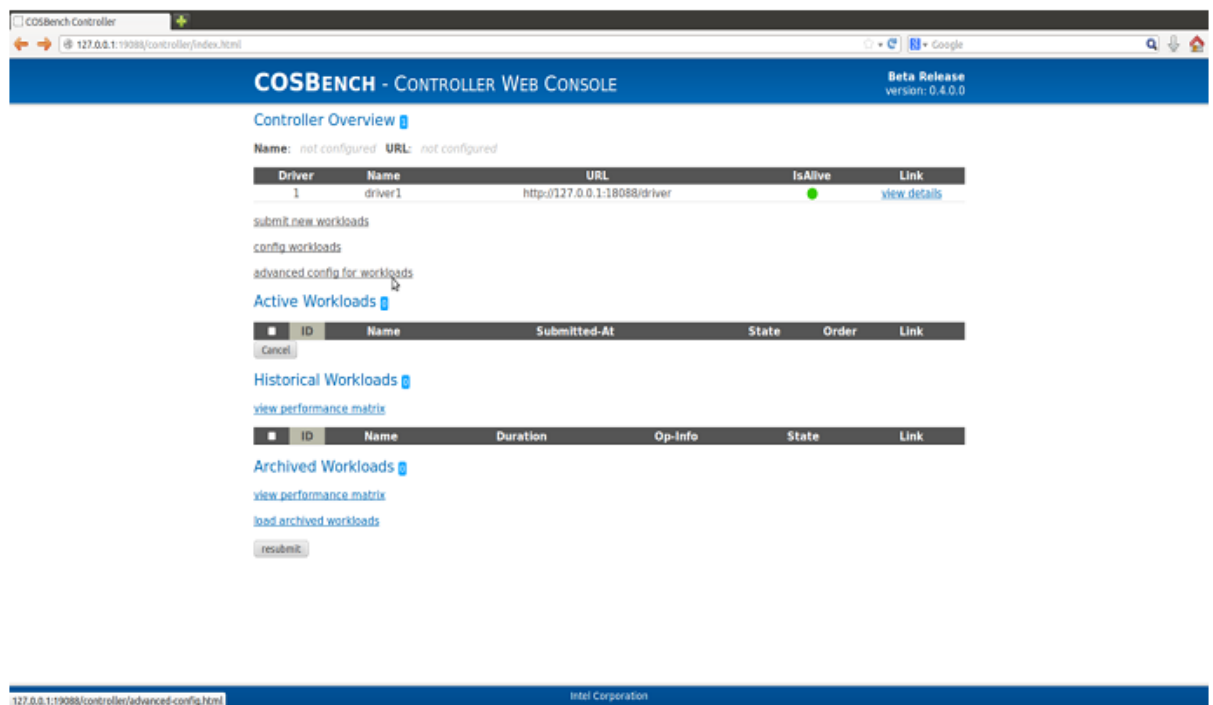 COSBench Controller
127.0.0.1:19088/controller/index.html
Google
COSBENCH - CONTROLLER WEB CONSOLE
Beta Release
version: 0.4.0.0
Controller Overview
Name: not configured URL: not configured
Driver Name URL IsAlive Link
1 driver1 http://127.0.0.1:18088/driver view details
submit new workloads
config workloads
advanced config for workloads
Active Workloads 0
ID Name Submitted-At State Order Link
Cancel
Historical Workloads 0
view performance matrix
ID Name Duration Op-Info State Link
Archived Workloads 0
view performance matrix
load archived workloads
resubmit
Intel Corporation
127.0.0.1:19088/controller/advanced-config.html